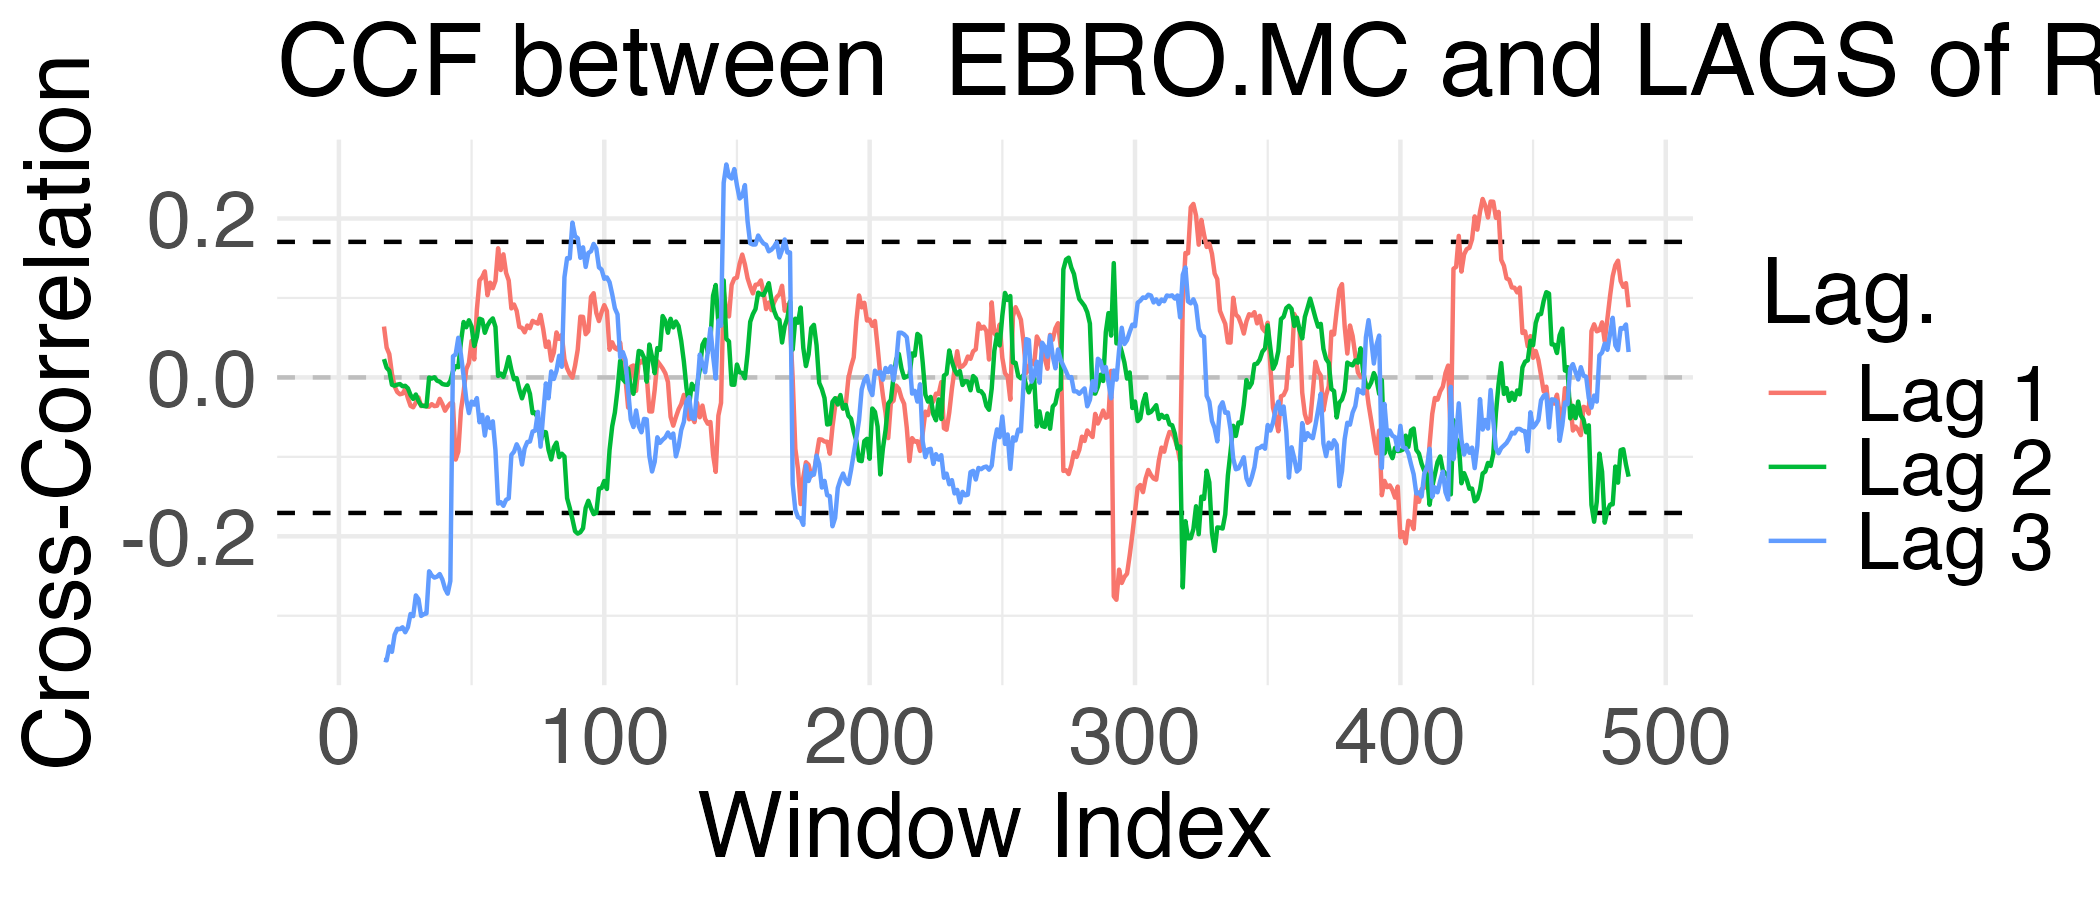 CCF between  EBRO.MC and LAGS of
Cross-Correlation
0.2
0.0
-0.2
0 100 200 300 400 500
Window Index
Lag.
Lag 1
Lag 2
Lag 3